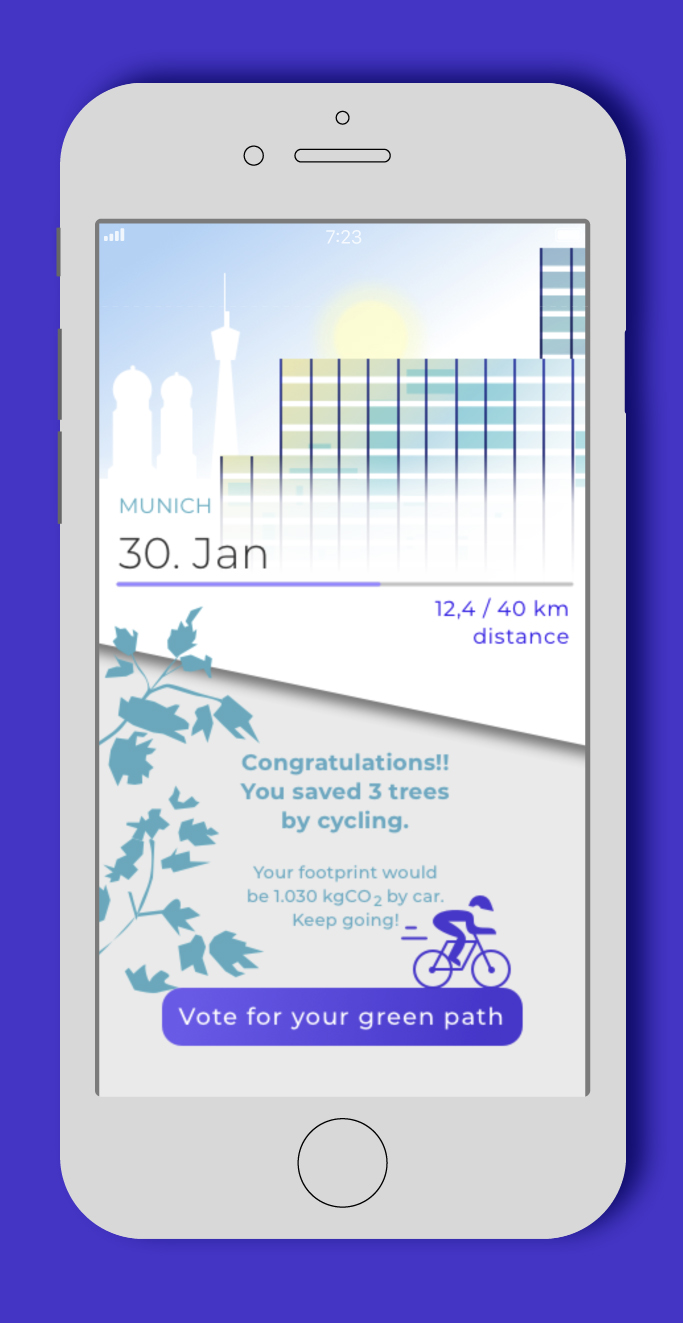 7:23
MUNICH
30. Jan
12,4 / 40 km
distance
Congratulations!!
You saved 3 trees
by cycling.
Your footprint would
be 1.030 kgCO2 by car.
Keep going!
Vote for your green path